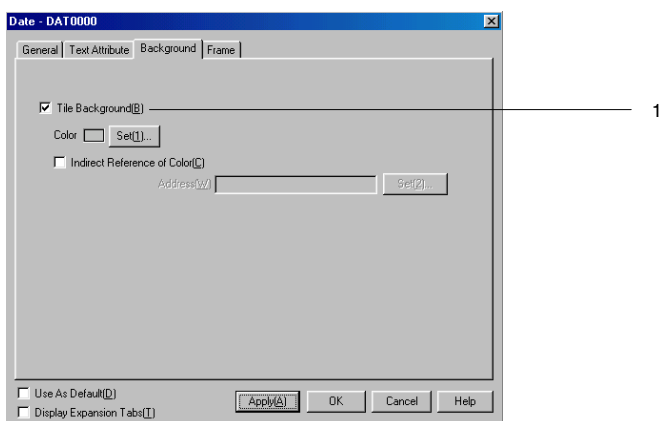 Date - DAT0000
General Text Attribute Background Frame
Tile Background(B) 1
Color Set(1)...
Indirect Reference of Color(C)
Address(W) Set(2)...
Use As Default(D)
Display Expansion Tabs(T)
Apply(A) OK Cancel Help